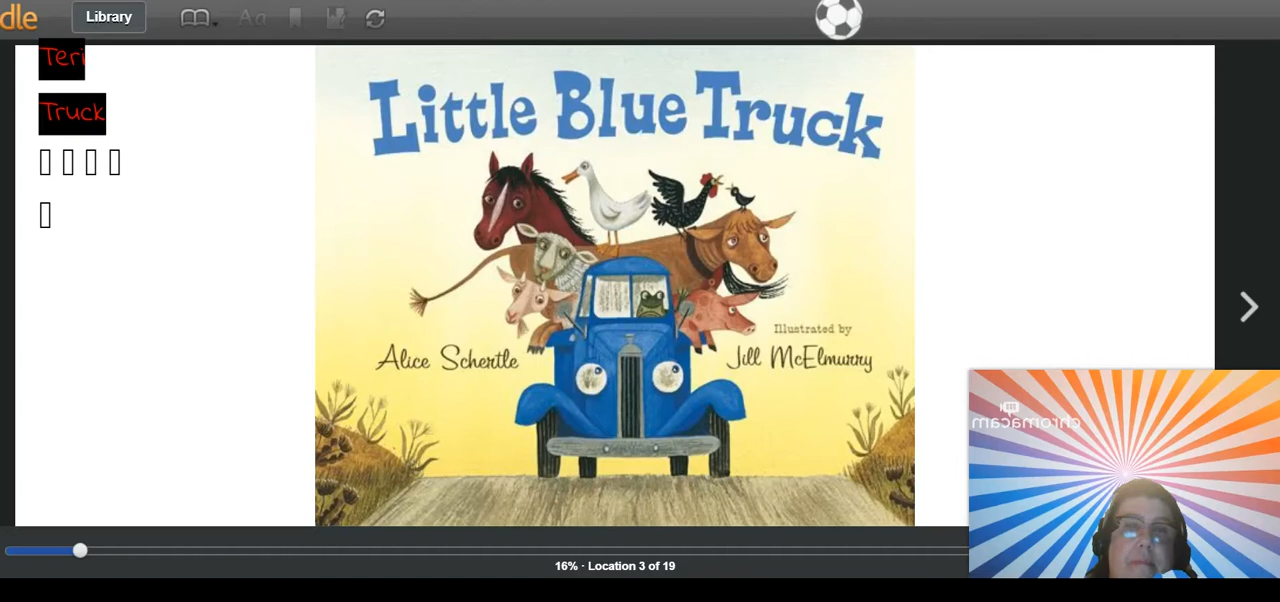 dle
Library
Aa
Teri
Truck
Little Blue Truck
Illustrated by
Alice Schertle
Jill McElmurry
chromacam
16% · Location 3 of 19